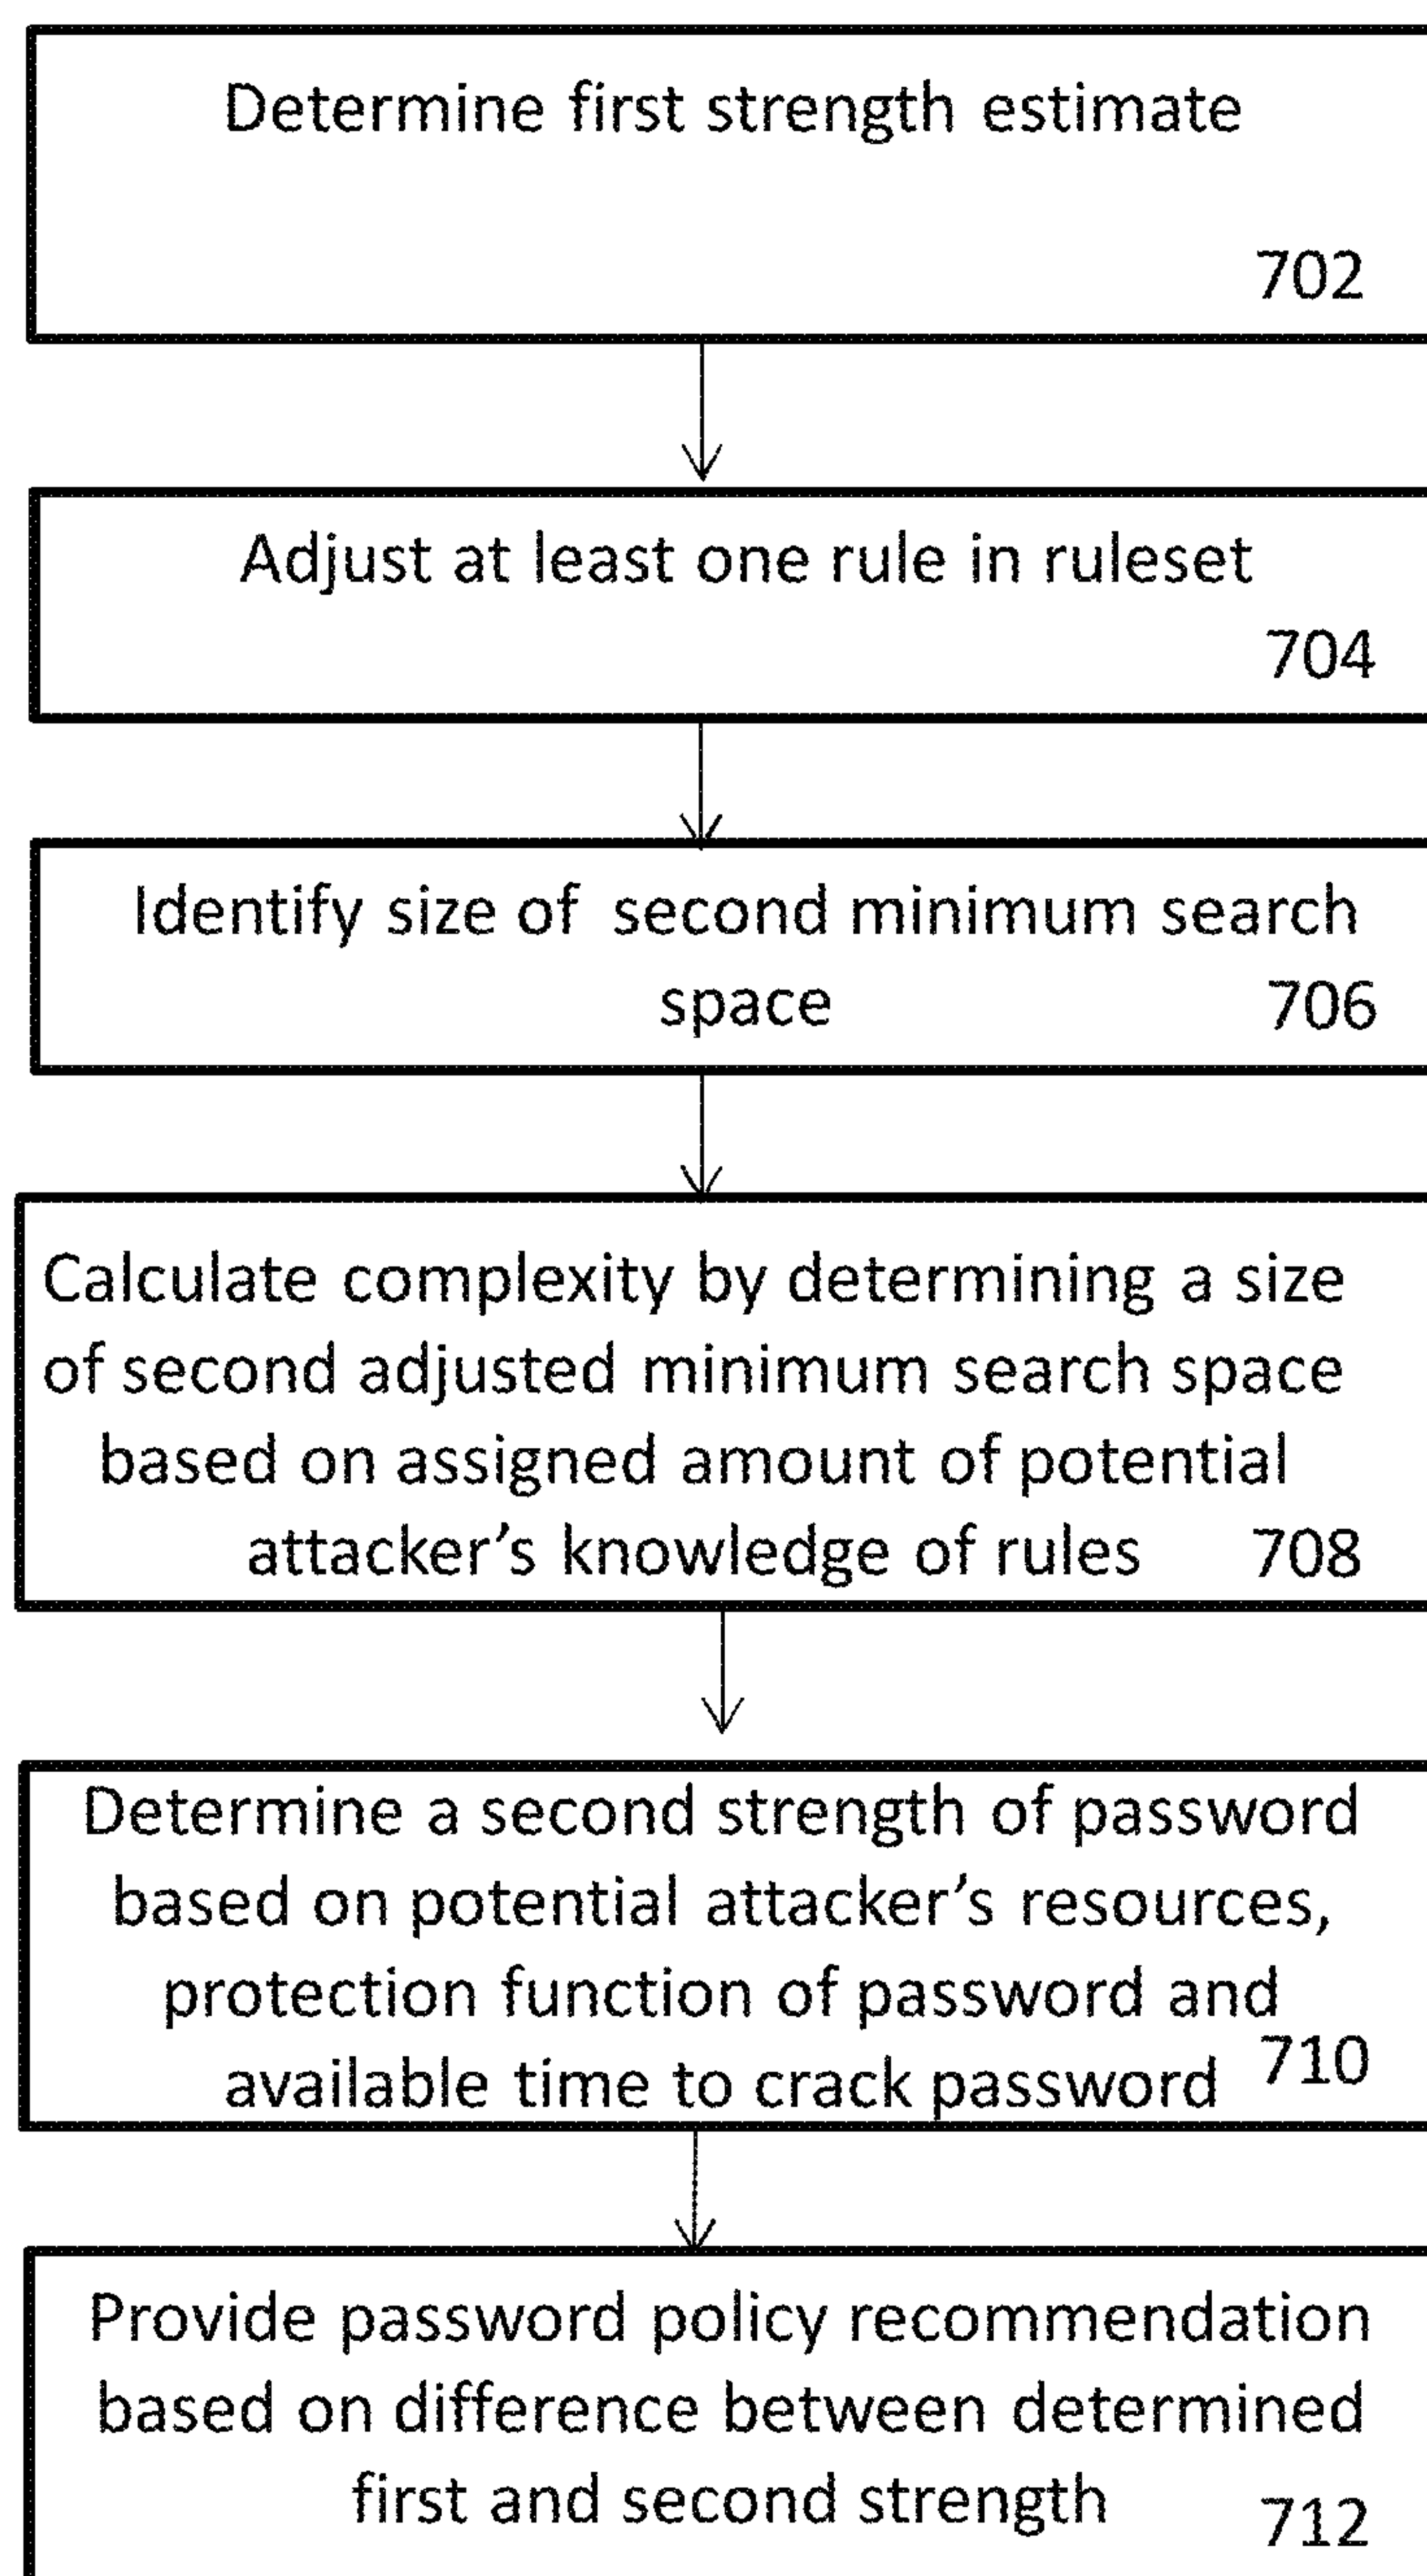 Determine first strength estimate
702
Adjust at least one rule in ruleset
704
Identify size of second minimum search
space 706
Calculate complexity by determining a size
of second adjusted minimum search space
based on assigned amount of potential
attacker's knowledge of rules 708
Determine a second strength of password
based on potential attacker's resources,
protection function of password and
available time to crack password 710
Provide password policy recommendation
based on difference between determined
first and second strength 712